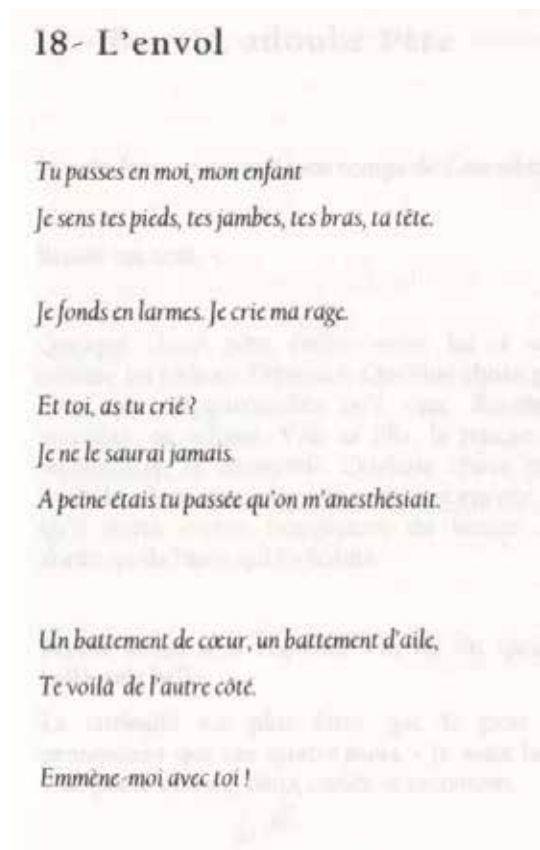 18- L'envol
Tu passes en moi, mon enfant
Je sens tes pieds, tes jambes, tes bras, ta tête.
Je fonds en larmes. Je crie ma rage.
Et toi, as tu crié ?
Je ne le saurai jamais.
A peine étais tu passée qu'on m'anesthésiait.
Un battement de cœur, un battement d'aile,
Te voilà de l'autre côté.
Emmène-moi avec toi !